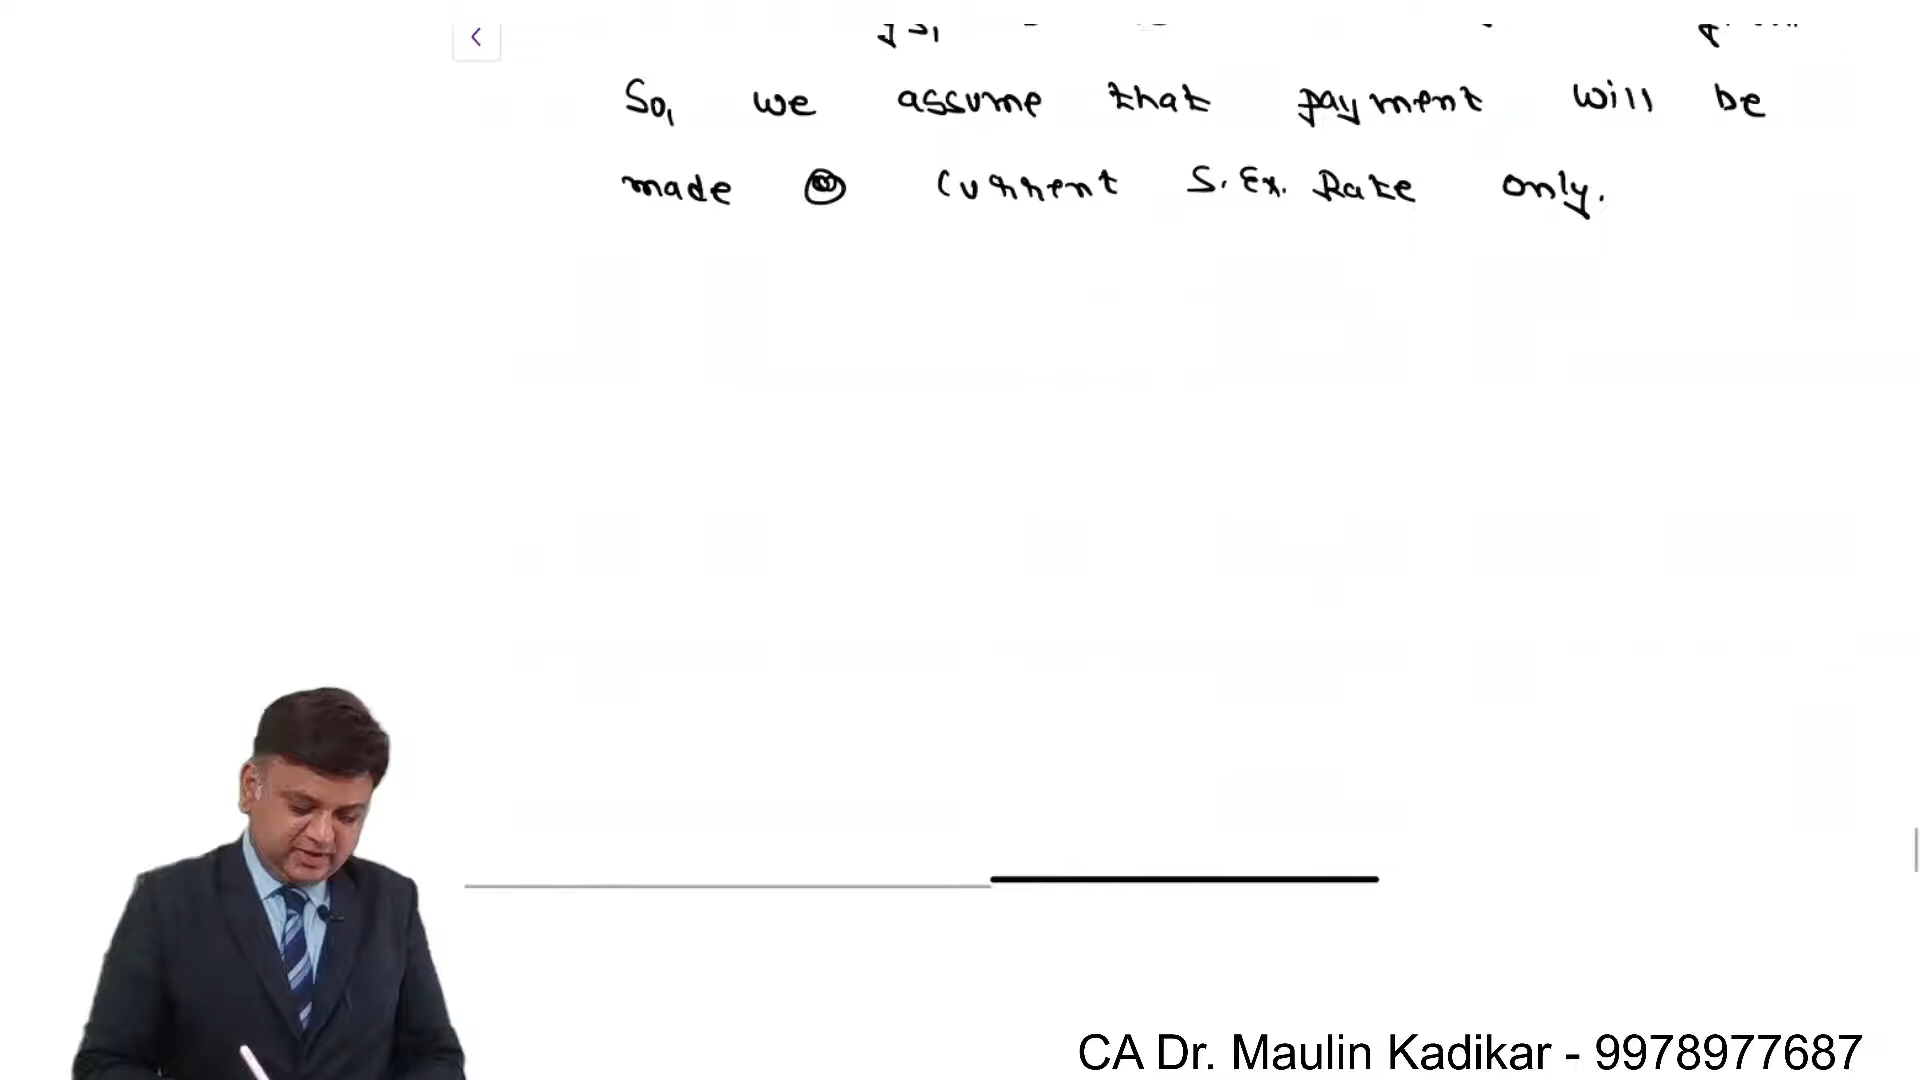 So, we assume that payment will be
made @ Current S. Ex. Rate only.
CA Dr. Maulin Kadikar - 9978977687